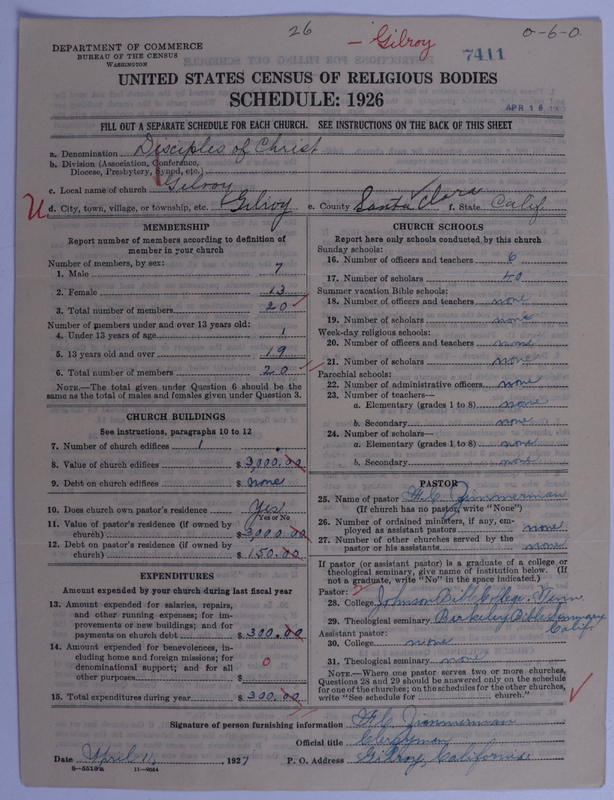 26
- Gilroy
0-6-0
7411
DEPARTMENT OF COMMERCE
BUREAU OF THE CENSUS
WASHINGTON
UNITED STATES CENSUS OF RELIGIOUS BODIES
SCHEDULE: 1926
APR 16
FILL OUT A SEPARATE SCHEDULE FOR EACH CHURCH. SEE INSTRUCTIONS ON THE BACK OF THIS SHEET
a. Denomination Disciples of Christ
b. Division (Association, Conference, Diocese, Presbytery, Synod, etc.)
c. Local name of church Gilroy
U d. City, town, village, or township, etc. Gilroy e. County Santa Clara f. State Calif.
MEMBERSHIP
Report number of members according to definition of
member in your church
Number of members, by sex:
1. Male 7
2. Female 13
3. Total number of members 20
Number of members under and over 13 years old:
4. Under 13 years of age 1
5. 13 years old and over 19
6. Total number of members 20
NOTE.—The total given under Question 6 should be the
same as the total of males and females given under Question 3.
CHURCH BUILDINGS
See instructions, paragraphs 10 to 12
7. Number of church edifices 1
8. Value of church edifices $ 9,000.00
9. Debt on church edifices $ None
10. Does church own pastor's residence Yes
Yes or No
11. Value of pastor's residence (if owned by
church) $ 3,000.00
12. Debt on pastor's residence (if owned by
church) $ 150.00
EXPENDITURES
Amount expended by your church during last fiscal year
13. Amount expended for salaries, repairs,
and other running expenses; for im-
provements or new buildings; and for
payments on church debt $ 300.00
14. Amount expended for benevolences, in-
cluding home and foreign missions; for
denominational support; and for all
other purposes $ 0
15. Total expenditures during year $ 300.00
CHURCH SCHOOLS
Report here only schools conducted by this church
Sunday schools:
16. Number of officers and teachers 6
17. Number of scholars 40
Summer vacation Bible schools:
18. Number of officers and teachers none
19. Number of scholars none
Week-day religious schools:
20. Number of officers and teachers none
21. Number of scholars none
Parochial schools:
22. Number of administrative officers none
23. Number of teachers—
a. Elementary (grades 1 to 8) none
b. Secondary none
24. Number of scholars—
a. Elementary (grades 1 to 8) none
b. Secondary none
PASTOR
25. Name of pastor Zimmerman
(If church has no pastor, write "None")
26. Number of ordained ministers, if any, em-
ployed as assistant pastors none
27. Number of other churches served by the
pastor or his assistants none
If pastor (or assistant pastor) is a graduate of a college or
theological seminary, give name of institution below. (If
not a graduate, write "No" in the space indicated.)
Pastor: 2
28. College Johnson Bible College. Tenn.
29. Theological seminary Berkeley Bible Seminary
Calif.
Assistant pastor:
30. College none
31. Theological seminary none
NOTE.—Where one pastor serves two or more churches,
Questions 28 and 29 should be answered only on the schedule
for one of the churches; on the schedules for the other churches,
write "See schedule for church."
Signature of person furnishing information Zimmerman
Official title Clergyman
Date April 11, 1927 P. O. Address Gilroy, California
8-5519a 11-9564